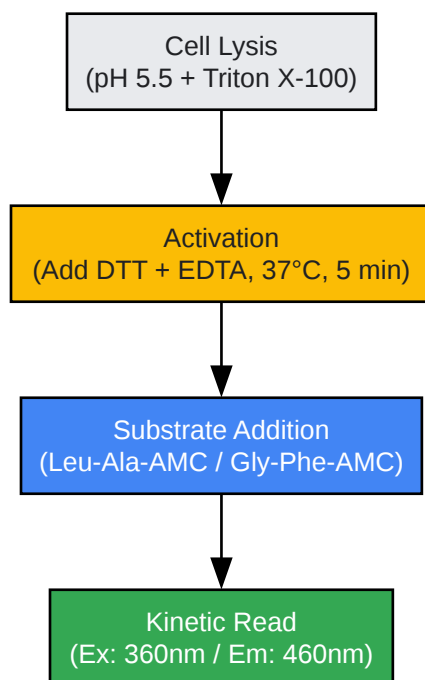 Cell Lysis
(pH 5.5 + Triton X-100)
Activation
(Add DTT + EDTA, 37°C, 5 min)
Substrate Addition
(Leu-Ala-AMC / Gly-Phe-AMC)
Kinetic Read
(Ex: 360nm / Em: 460nm)